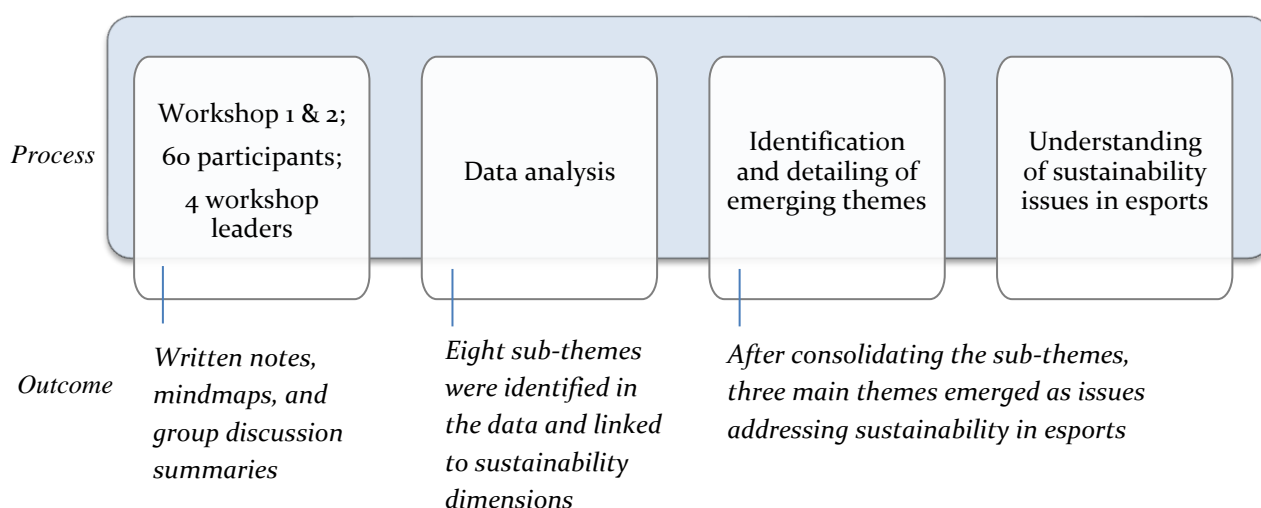 Process
Workshop 1 & 2;
60 participants;
4 workshop
leaders
Data analysis
Identification
and detailing of
emerging themes
Understanding
of sustainability
issues in esports
Outcome
Written notes,
mindmaps, and
group discussion
summaries
Eight sub-themes
were identified in
the data and linked
to sustainability
dimensions
After consolidating the sub-themes,
three main themes emerged as issues
addressing sustainability in esports